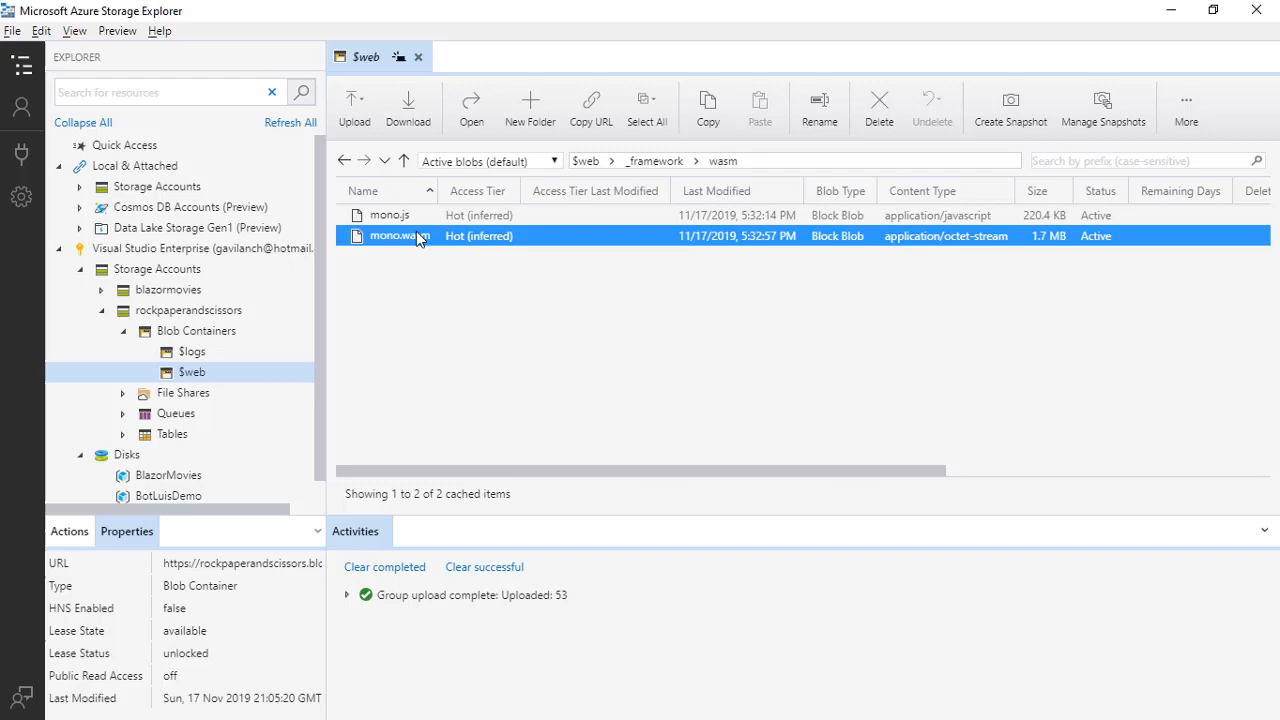 Microsoft Azure Storage Explorer
File Edit View Preview Help
EXPLORER
Search for resources
Collapse All Refresh All
Quick Access
Local & Attached
Storage Accounts
Cosmos DB Accounts (Preview)
Data Lake Storage Gen1 (Preview)
Visual Studio Enterprise (gavilanch@hotmail.
Storage Accounts
blazormovies
rockpaperandscissors
Blob Containers
$logs
$web
File Shares
Queues
Tables
Disks
BlazorMovies
BotLuisDemo
$web
Upload Download Open New Folder Copy URL Select All Copy Paste Rename Delete Undelete Create Snapshot Manage Snapshots More
Active blobs (default) $web _framework wasm Search by prefix (case-sensitive)
Name Access Tier Access Tier Last Modified Last Modified Blob Type Content Type Size Status Remaining Days Delet
mono.js Hot (inferred) 11/17/2019, 5:32:14 PM Block Blob application/javascript 220.4 KB Active
mono.wasm Hot (inferred) 11/17/2019, 5:32:57 PM Block Blob application/octet-stream 1.7 MB Active
Showing 1 to 2 of 2 cached items
Actions Properties
URL https://rockpaperandscissors.blo
Type Blob Container
HNS Enabled false
Lease State available
Lease Status unlocked
Public Read Access off
Last Modified Sun, 17 Nov 2019 21:05:20 GMT
Activities
Clear completed Clear successful
Group upload complete: Uploaded: 53